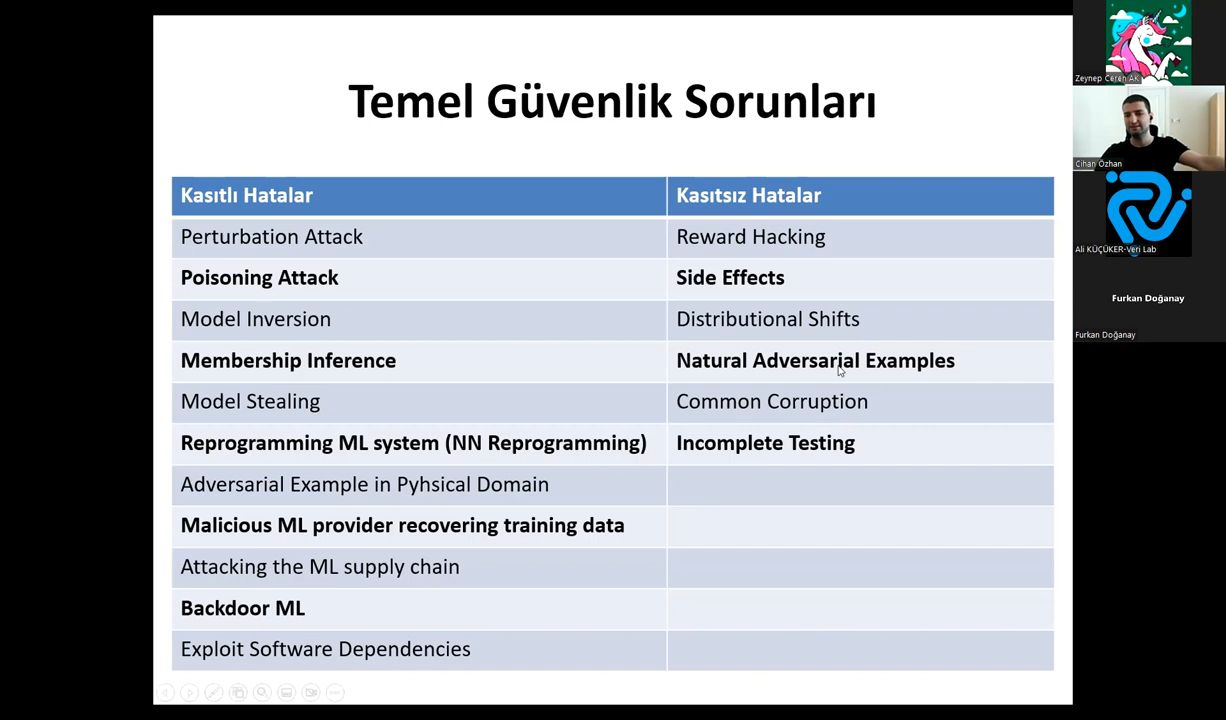 Temel Güvenlik Sorunları
Kasıtlı Hatalar Kasıtsız Hatalar
Perturbation Attack Reward Hacking
Poisoning Attack Side Effects
Model Inversion Distributional Shifts
Membership Inference Natural Adversarial Examples
Model Stealing Common Corruption
Reprogramming ML system (NN Reprogramming) Incomplete Testing
Adversarial Example in Pyhsical Domain
Malicious ML provider recovering training data
Attacking the ML supply chain
Backdoor ML
Exploit Software Dependencies
Zeynep Ceren AK
Cihan Özhan
Ali KÜÇÜKER-Veri Lab
Furkan Doğanay
Furkan Doğanay